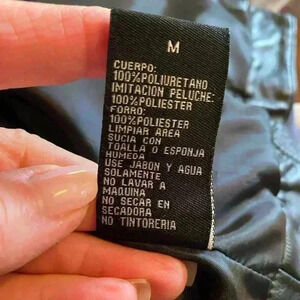 M
CUERPO:
100%POLIURETANO
IMITACIÓN PELUCHE:
100%POLIESTER
FORRO:
100%POLIESTER
LIMPIAR AREA
SUCIA CON
TOALLA O ESPONJA
HUMEDA
USE JABON Y AGUA
SOLAMENTE
NO LAVAR A
MAQUINA
NO SECAR EN
SECADORA
NO TINTORERIA